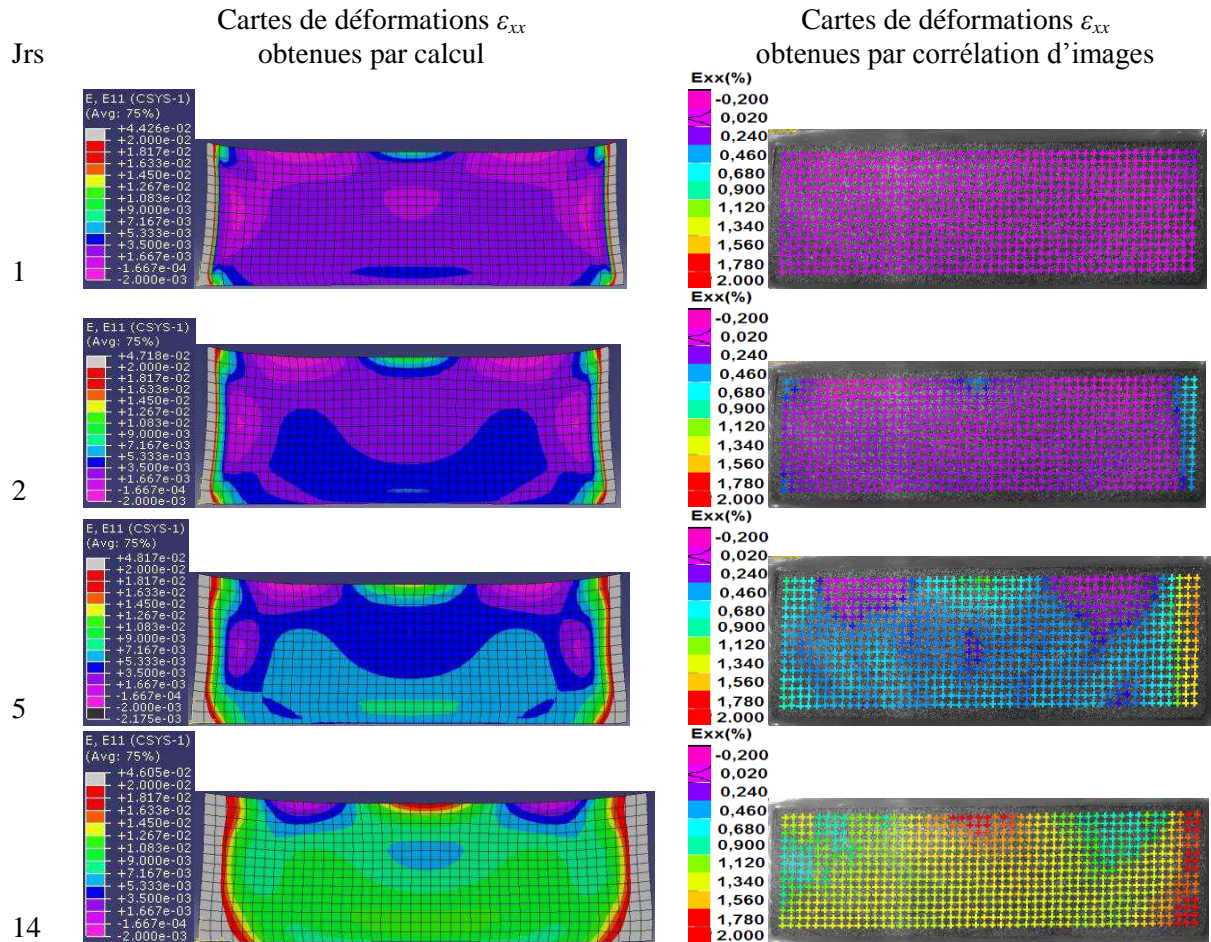 Jrs
Cartes de déformations εxx
obtenues par calcul
Cartes de déformations εxx
obtenues par corrélation d’images
1
E, E11 (CSYS-1)
(Avg: 75%)
+4.426e-02
+2.000e-02
+1.817e-02
+1.633e-02
+1.450e-02
+1.267e-02
+1.083e-02
+9.000e-03
+7.167e-03
+5.333e-03
+3.500e-03
+1.667e-03
-1.667e-04
-2.000e-03
Exx(%)
-0,200
0,020
0,240
0,460
0,680
0,900
1,120
1,340
1,560
1,780
2.000
2
E, E11 (CSYS-1)
(Avg: 75%)
+4.718e-02
+2.000e-02
+1.817e-02
+1.633e-02
+1.450e-02
+1.267e-02
+1.083e-02
+9.000e-03
+7.167e-03
+5.333e-03
+3.500e-03
+1.667e-03
-1.667e-04
-2.000e-03
Exx(%)
-0,200
0,020
0,240
0,460
0,680
0,900
1,120
1,340
1,560
1,780
2.000
5
E, E11 (CSYS-1)
(Avg: 75%)
+4.817e-02
+2.000e-02
+1.817e-02
+1.633e-02
+1.450e-02
+1.267e-02
+1.083e-02
+9.000e-03
+7.167e-03
+5.333e-03
+3.500e-03
+1.667e-03
-1.667e-04
-2.000e-03
-2.175e-03
Exx(%)
-0,200
0,020
0,240
0,460
0,680
0,900
1,120
1,340
1,560
1,780
2.000
14
E, E11 (CSYS-1)
(Avg: 75%)
+4.605e-02
+2.000e-02
+1.817e-02
+1.633e-02
+1.450e-02
+1.267e-02
+1.083e-02
+9.000e-03
+7.167e-03
+5.333e-03
+3.500e-03
+1.667e-03
-1.667e-04
-2.000e-03
Exx(%)
-0,200
0,020
0,240
0,460
0,680
0,900
1,120
1,340
1,560
1,780
2.000